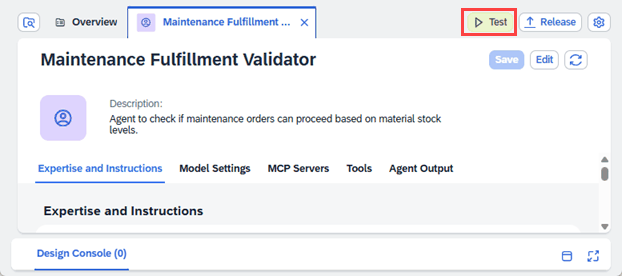 Overview
Maintenance Fulfillment ...
Test
Release
Maintenance Fulfillment Validator
Save
Edit
Description:
Agent to check if maintenance orders can proceed based on material stock
levels.
Expertise and Instructions
Model Settings
MCP Servers
Tools
Agent Output
Expertise and Instructions
Design Console (0)